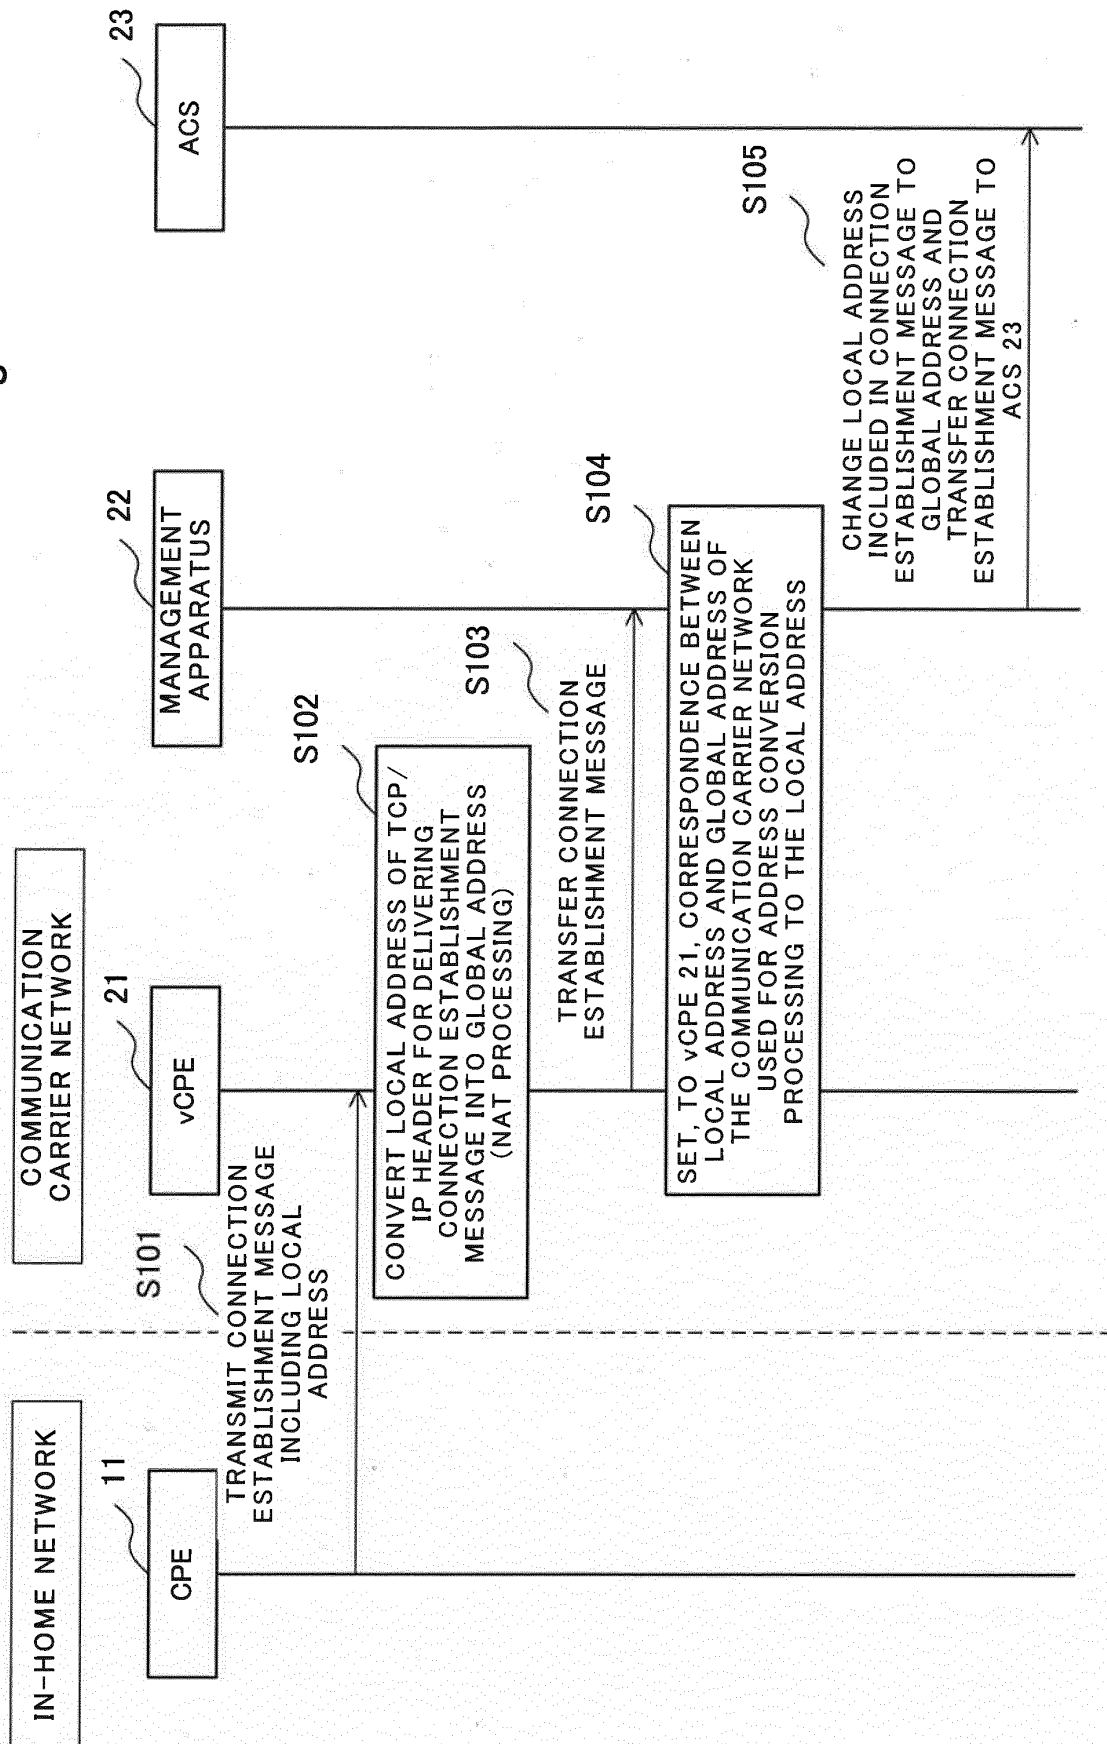 IN-HOME NETWORK
COMMUNICATION
CARRIER NETWORK
11
CPE
21
vCPE
22
MANAGEMENT
APPARATUS
23
ACS
S101
TRANSMIT CONNECTION
ESTABLISHMENT MESSAGE
INCLUDING LOCAL
ADDRESS
S102
CONVERT LOCAL ADDRESS OF TCP/
IP HEADER FOR DELIVERING
CONNECTION ESTABLISHMENT
MESSAGE INTO GLOBAL ADDRESS
(NAT PROCESSING)
S103
TRANSFER CONNECTION
ESTABLISHMENT MESSAGE
S104
SET, TO vCPE 21, CORRESPONDENCE BETWEEN
LOCAL ADDRESS AND GLOBAL ADDRESS OF
THE COMMUNICATION CARRIER NETWORK
USED FOR ADDRESS CONVERSION
PROCESSING TO THE LOCAL ADDRESS
S105
CHANGE LOCAL ADDRESS
INCLUDED IN CONNECTION
ESTABLISHMENT MESSAGE TO
GLOBAL ADDRESS AND
TRANSFER CONNECTION
ESTABLISHMENT MESSAGE TO
ACS 23